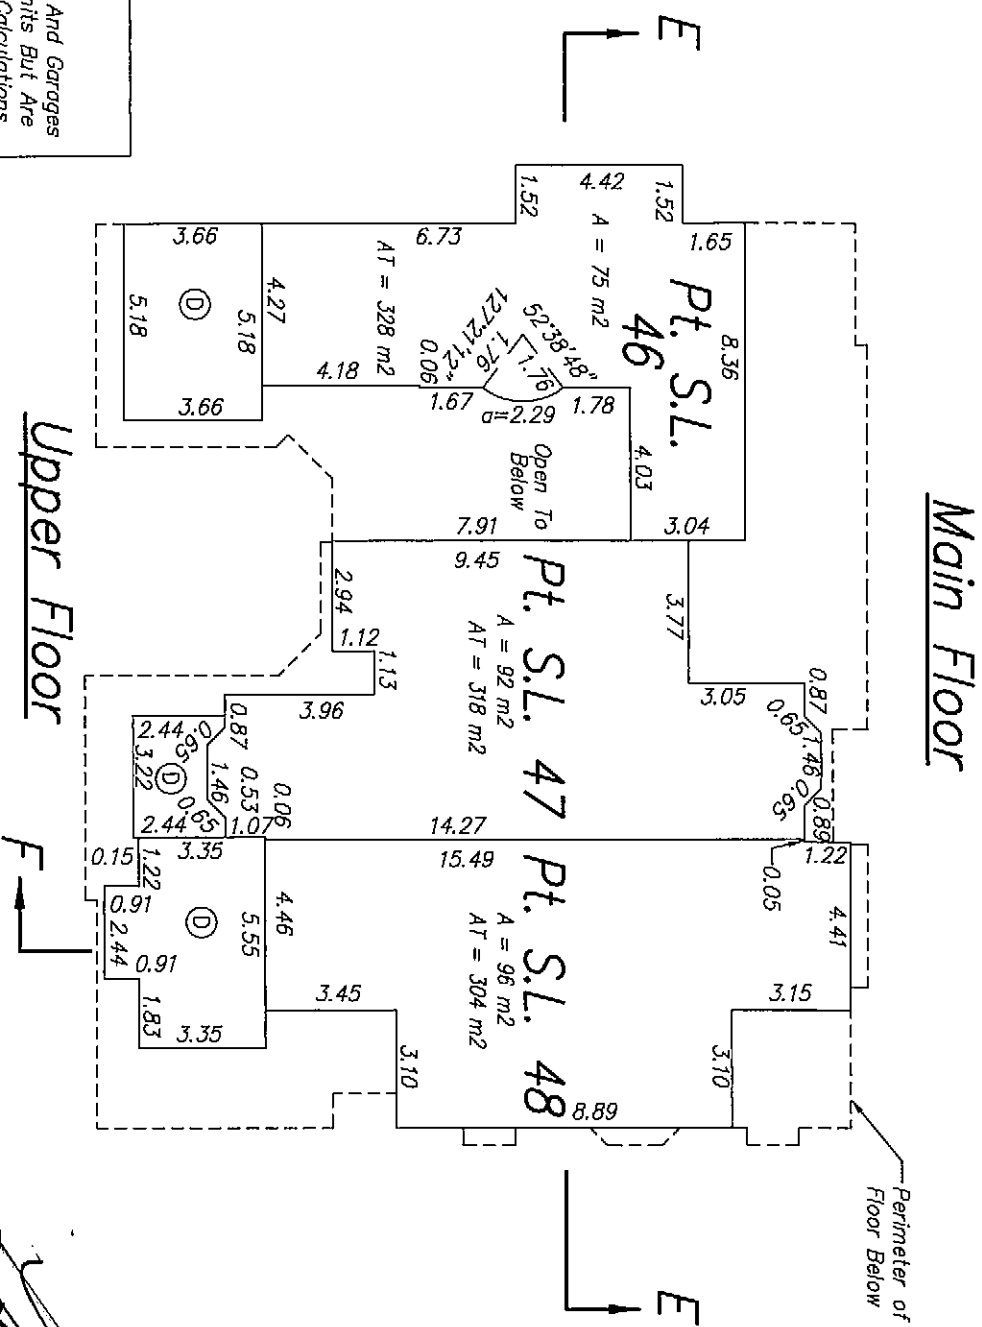 Main Floor
Perimeter of
Floor Below
And Garages
nits But Are
Calculations
E
E
1.52
4.42
1.52
1.65
8.36
Pt. S.L.
46
A = 75 m2
AT = 328 m2
6.73
3.66
4.27
5.18
D
5.18
3.66
4.18
0.06
1.67
127°21'12"
1.76
52°38'48"
1.76
a=2.29
1.78
4.03
3.04
Open To
Below
7.91
9.45
Pt. S.L. 47
A = 92 m2
AT = 318 m2
2.94
1.12
1.13
3.96
3.77
3.05
0.87
0.65
1.46
0.65
0.89
0.05
0.87
0.65
1.46
0.65
0.53
0.06
1.07
2.44
3.22
D
2.44
14.27
15.49
Pt. S.L. 48
A = 96 m2
AT = 304 m2
1.22
4.41
3.15
3.10
8.89
3.10
3.45
4.46
5.55
D
3.35
3.35
1.83
0.91
2.44
0.91
1.22
0.15
F
Upper Floor